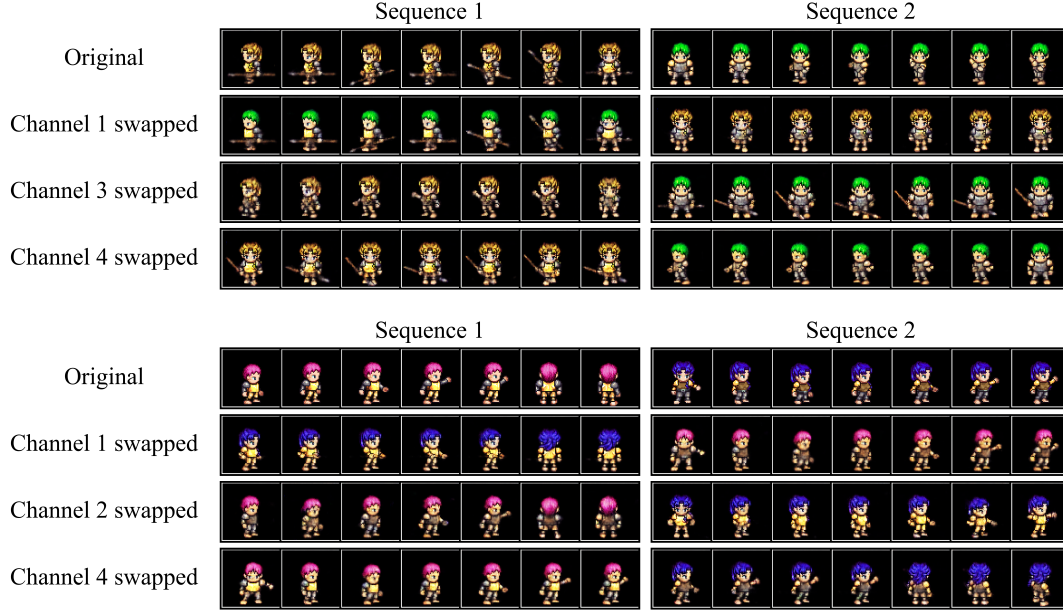 Sequence 1 Sequence 2
Original
Channel 1 swapped
Channel 3 swapped
Channel 4 swapped
Sequence 1 Sequence 2
Original
Channel 1 swapped
Channel 2 swapped
Channel 4 swapped